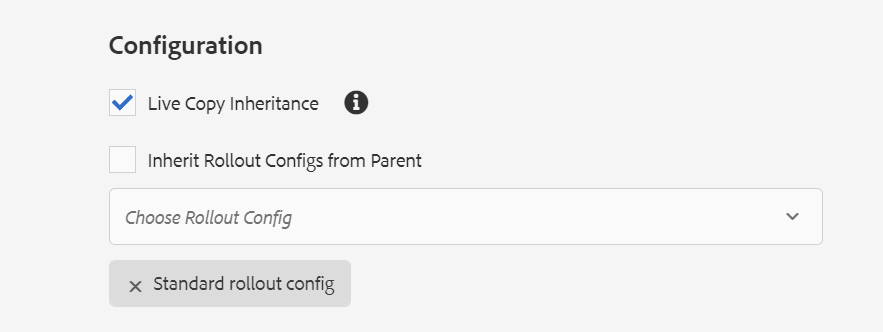 Configuration
Live Copy Inheritance
Inherit Rollout Configs from Parent
Choose Rollout Config
Standard rollout config